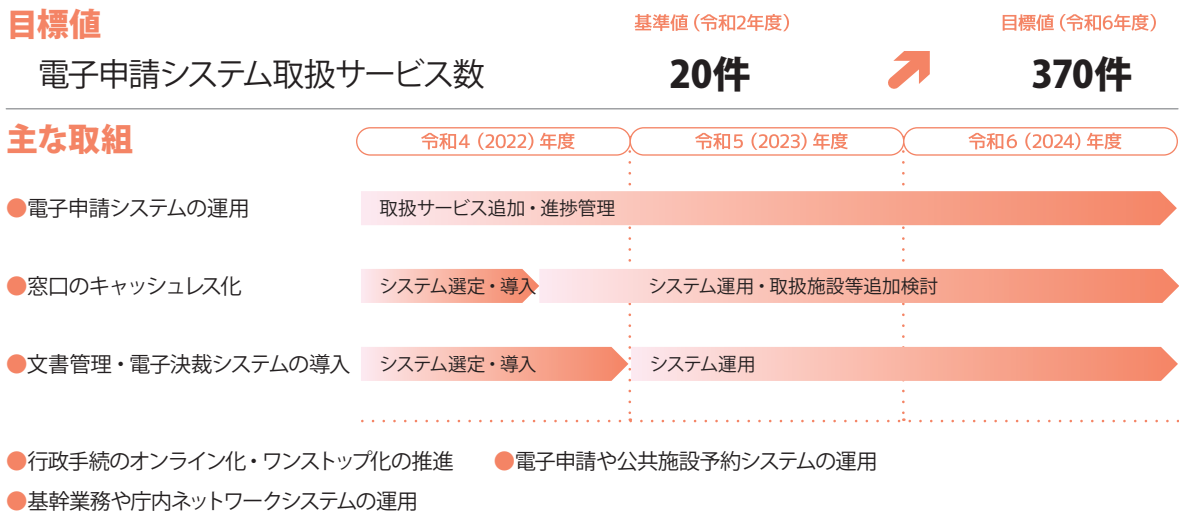 目標値
基準値（令和2年度）
目標値（令和6年度）
電子申請システム取扱サービス数
20件
370件
主な取組
令和4（2022）年度
令和5（2023）年度
令和6（2024）年度
●電子申請システムの運用
取扱サービス追加・進捗管理
●窓口のキャッシュレス化
システム選定・導入
システム運用・取扱施設等追加検討
●文書管理・電子決裁システムの導入
システム選定・導入
システム運用
●行政手続のオンライン化・ワンストップ化の推進
●電子申請や公共施設予約システムの運用
●基幹業務や庁内ネットワークシステムの運用